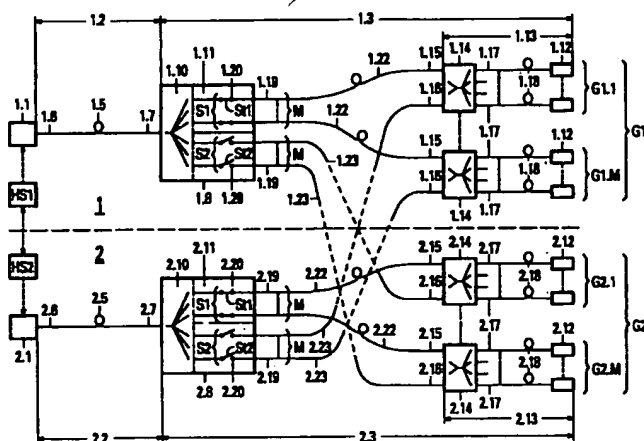 1.2 1.3
1.13
1.10 1.11 1.20 1.19 1.22 1.15 1.14 1.17 1.12
1.1 1.6 1.5 1.7
S1 St1 M 1.22 1.16 1.18 G1.1
1.15 1.17 1.12 G1
S2 St2 M 1.23
1.8 1.20 1.19 1.23 1.16 1.18 G1.M
HS1 1 1.14
HS2 2
2.10 2.11 2.20 2.19 2.22 2.15 2.14 2.17 2.12
2.6 2.5 2.7
S1 St1 M 2.16 2.18 G2.1
2.1
S2 St2 M 2.23 2.22 2.15 2.17 2.12 G2
2.8 2.20 2.19 2.23 2.16 2.18 G2.M
2.14 2.17
2.13
2.2 2.3